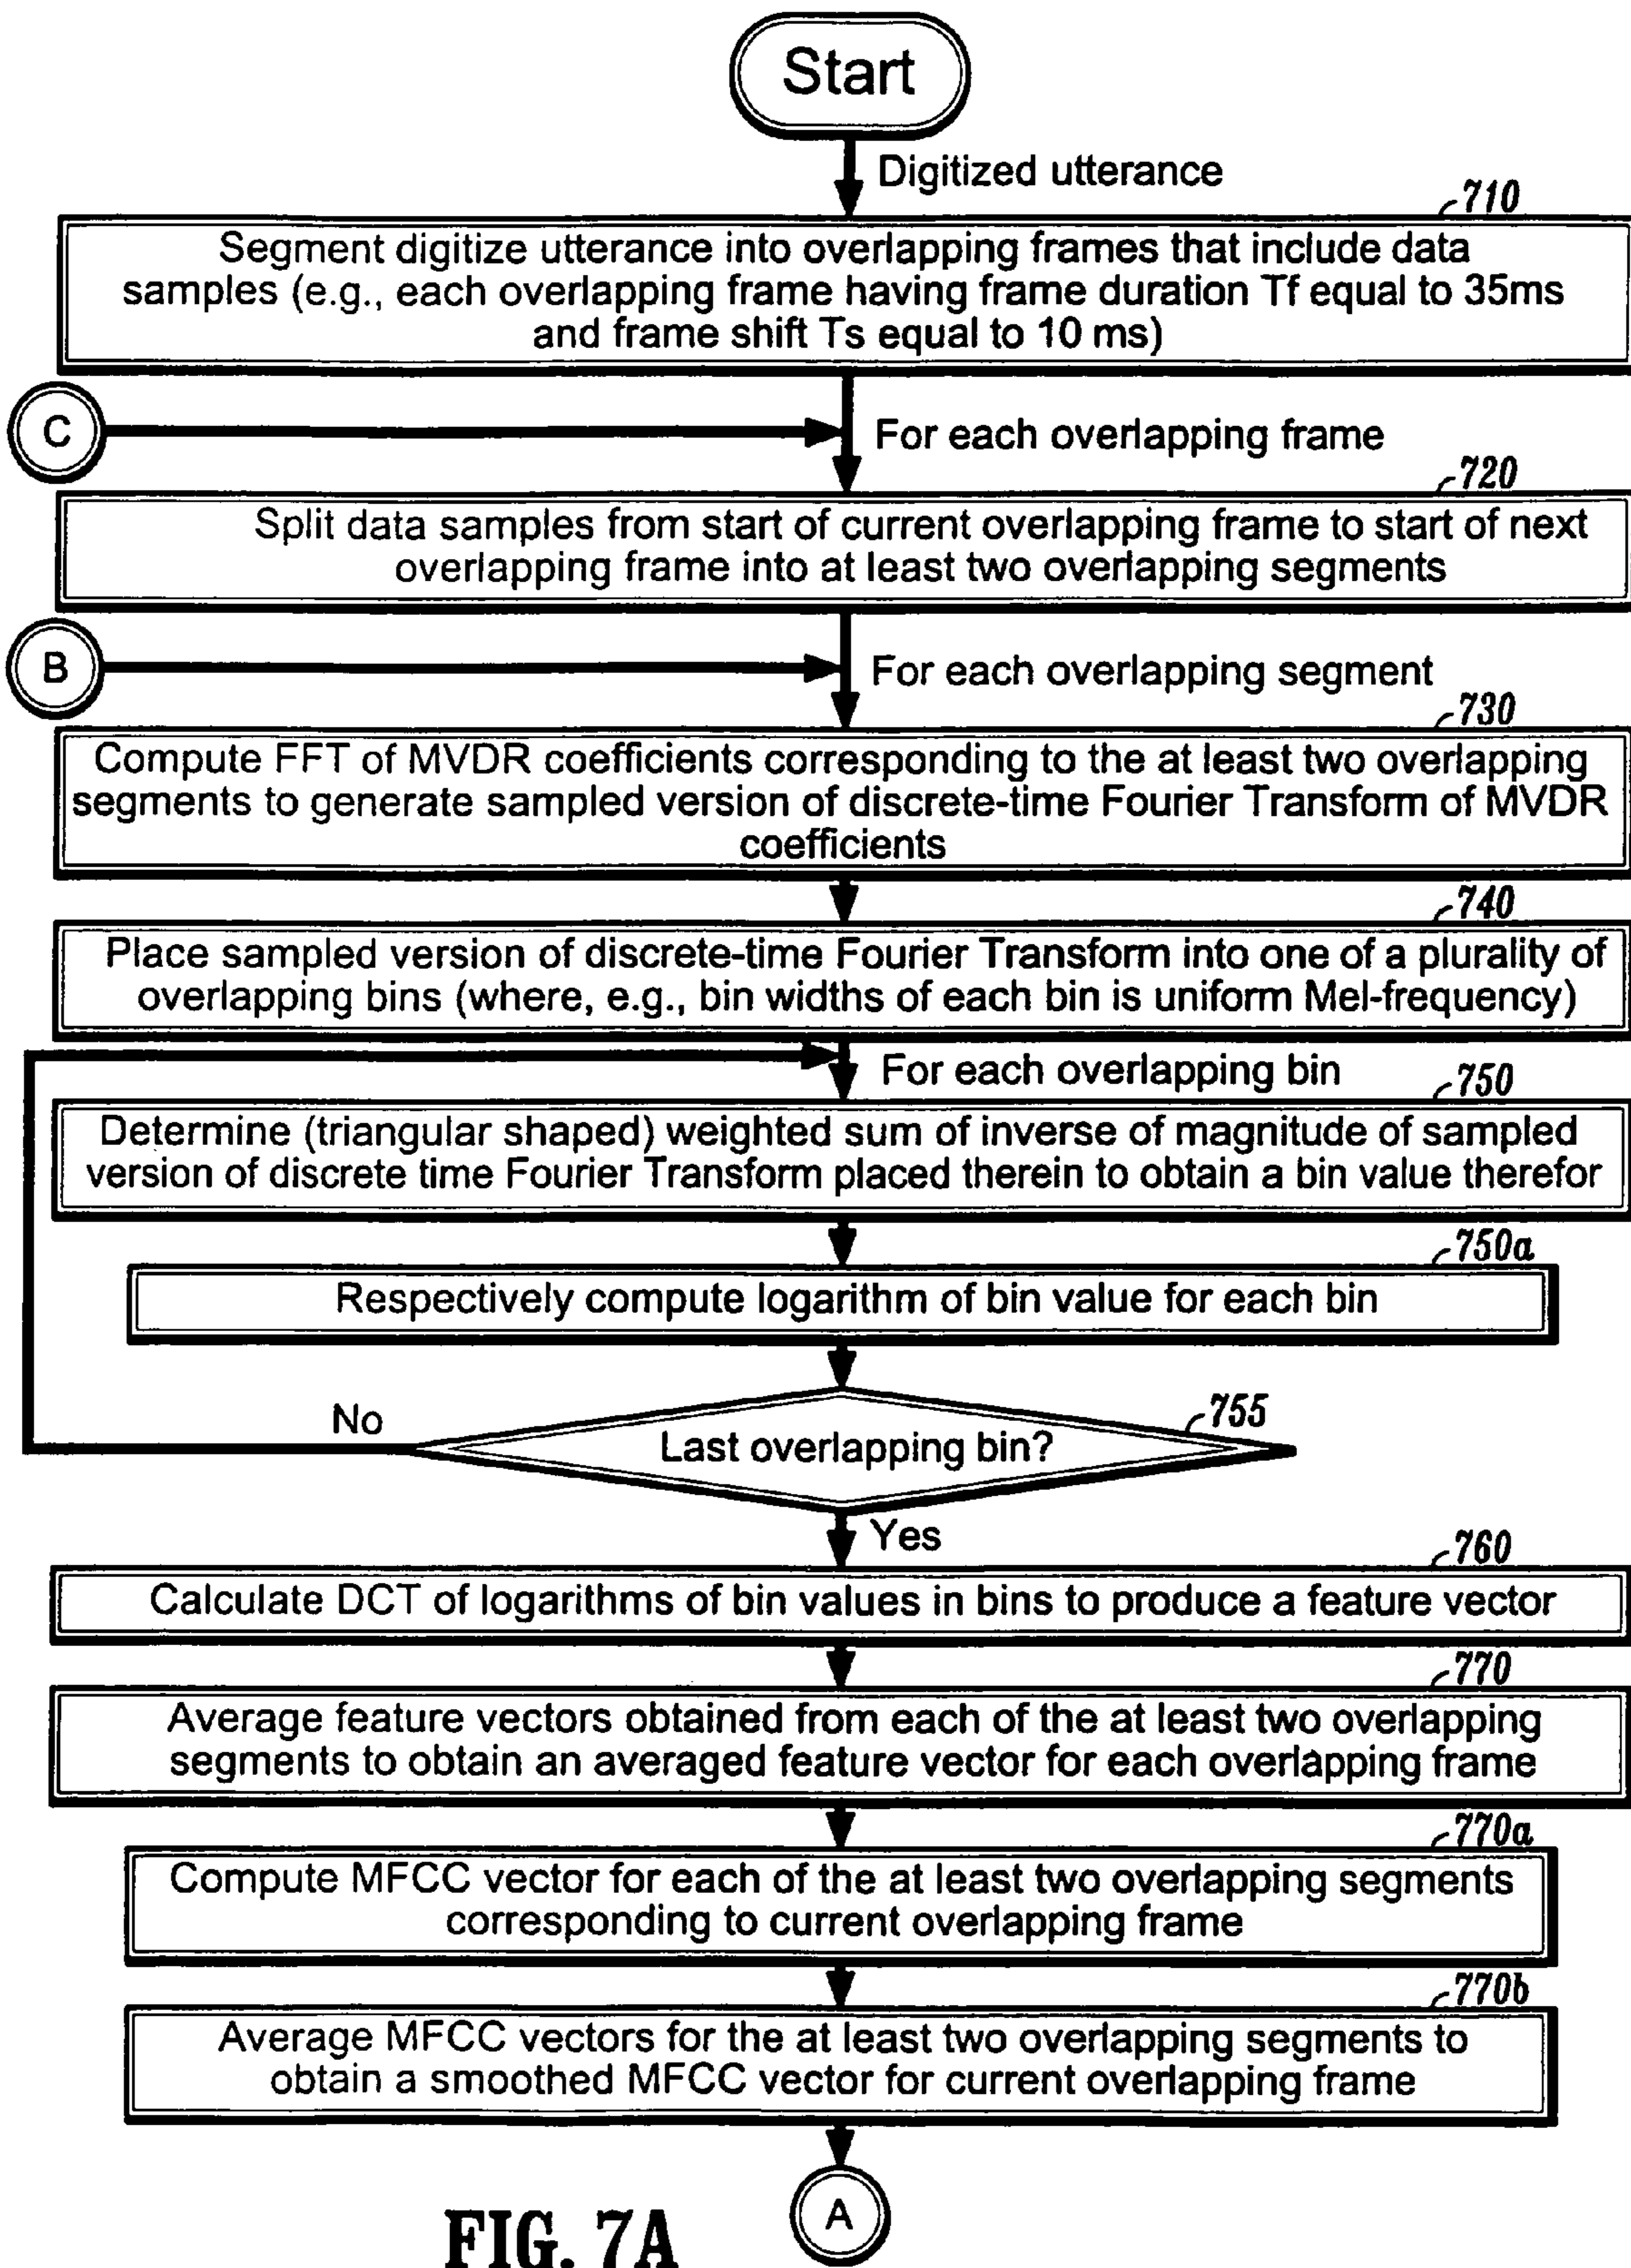 Start
Digitized utterance
710
Segment digitize utterance into overlapping frames that include data
samples (e.g., each overlapping frame having frame duration Tf equal to 35ms
and frame shift Ts equal to 10 ms)
C
For each overlapping frame
720
Split data samples from start of current overlapping frame to start of next
overlapping frame into at least two overlapping segments
B
For each overlapping segment
730
Compute FFT of MVDR coefficients corresponding to the at least two overlapping
segments to generate sampled version of discrete-time Fourier Transform of MVDR
coefficients
740
Place sampled version of discrete-time Fourier Transform into one of a plurality of
overlapping bins (where, e.g., bin widths of each bin is uniform Mel-frequency)
For each overlapping bin
750
Determine (triangular shaped) weighted sum of inverse of magnitude of sampled
version of discrete time Fourier Transform placed therein to obtain a bin value therefor
750a
Respectively compute logarithm of bin value for each bin
No
755
Last overlapping bin?
Yes
760
Calculate DCT of logarithms of bin values in bins to produce a feature vector
770
Average feature vectors obtained from each of the at least two overlapping
segments to obtain an averaged feature vector for each overlapping frame
770a
Compute MFCC vector for each of the at least two overlapping segments
corresponding to current overlapping frame
770b
Average MFCC vectors for the at least two overlapping segments to
obtain a smoothed MFCC vector for current overlapping frame
A
FIG. 7A